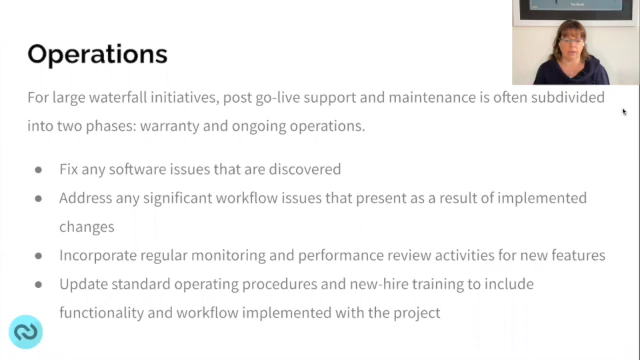 Operations
For large waterfall initiatives, post go-live support and maintenance is often subdivided
into two phases: warranty and ongoing operations.
● Fix any software issues that are discovered
● Address any significant workflow issues that present as a result of implemented
changes
● Incorporate regular monitoring and performance review activities for new features
● Update standard operating procedures and new-hire training to include
functionality and workflow implemented with the project